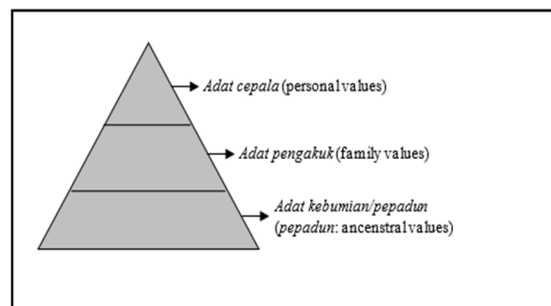 Adat cepala (personal values)
Adat pengakuk (family values)
Adat kebumian/pepadun
(pepadun: ancenstral values)